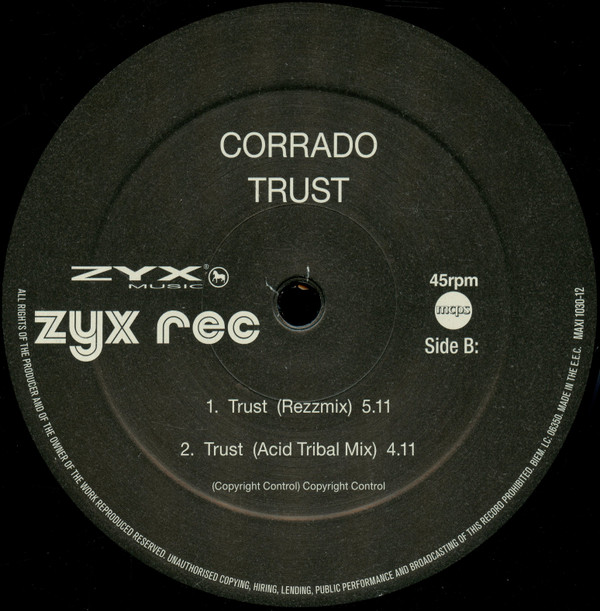 CORRADO
TRUST
ZYX®
MUSIC
zyx rec
45rpm
mcps
Side B:
1. Trust (Rezzmix) 5.11
2. Trust (Acid Tribal Mix) 4.11
(Copyright Control) Copyright Control
ALL RIGHTS OF THE PRODUCER AND OF THE OWNER OF THE WORK REPRODUCED RESERVED. UNAUTHORISED COPYING, HIRING, LENDING, PUBLIC PERFORMANCE AND BROADCASTING OF THIS RECORD PROHIBITED. BIEM. LC: 06350. MADE IN THE E.E.C. MAXI 1030-12